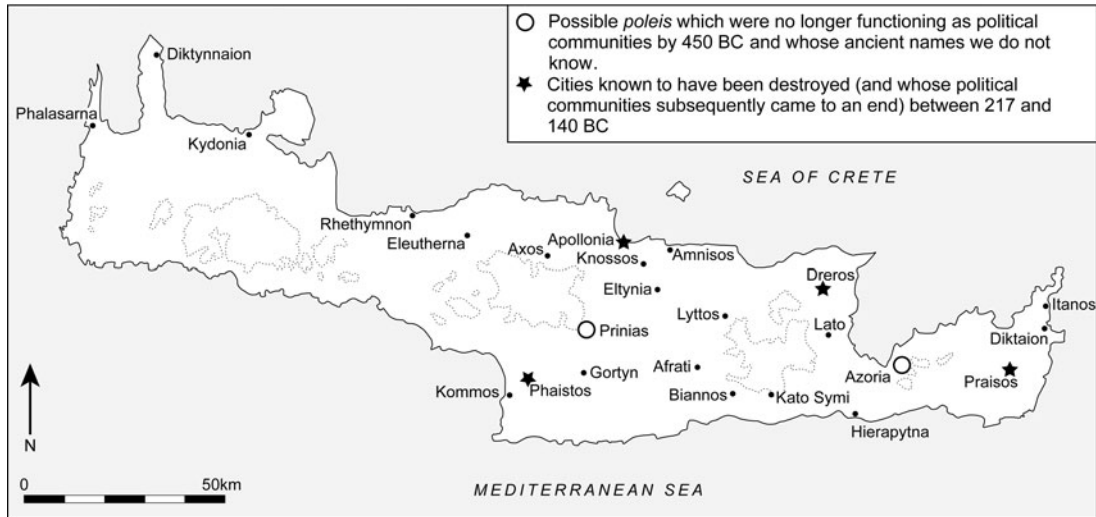 Possible poleis which were no longer functioning as political
communities by 450 BC and whose ancient names we do not
know.
Cities known to have been destroyed (and whose political
communities subsequently came to an end) between 217 and
140 BC
Diktynnaion
Phalasarna
Kydonia
SEA OF CRETE
Rhethymnon
Eleutherna
Axos
Apollonia
Knossos
Amnisos
Eltynia
Dreros
Itanos
Lyttos
Lato
Diktaion
Prinias
Gortyn
Afrati
Azoria
Praisos
Kommos
Phaistos
Biannos
Kato Symi
Hierapytna
N
0
50km
MEDITERRANEAN SEA